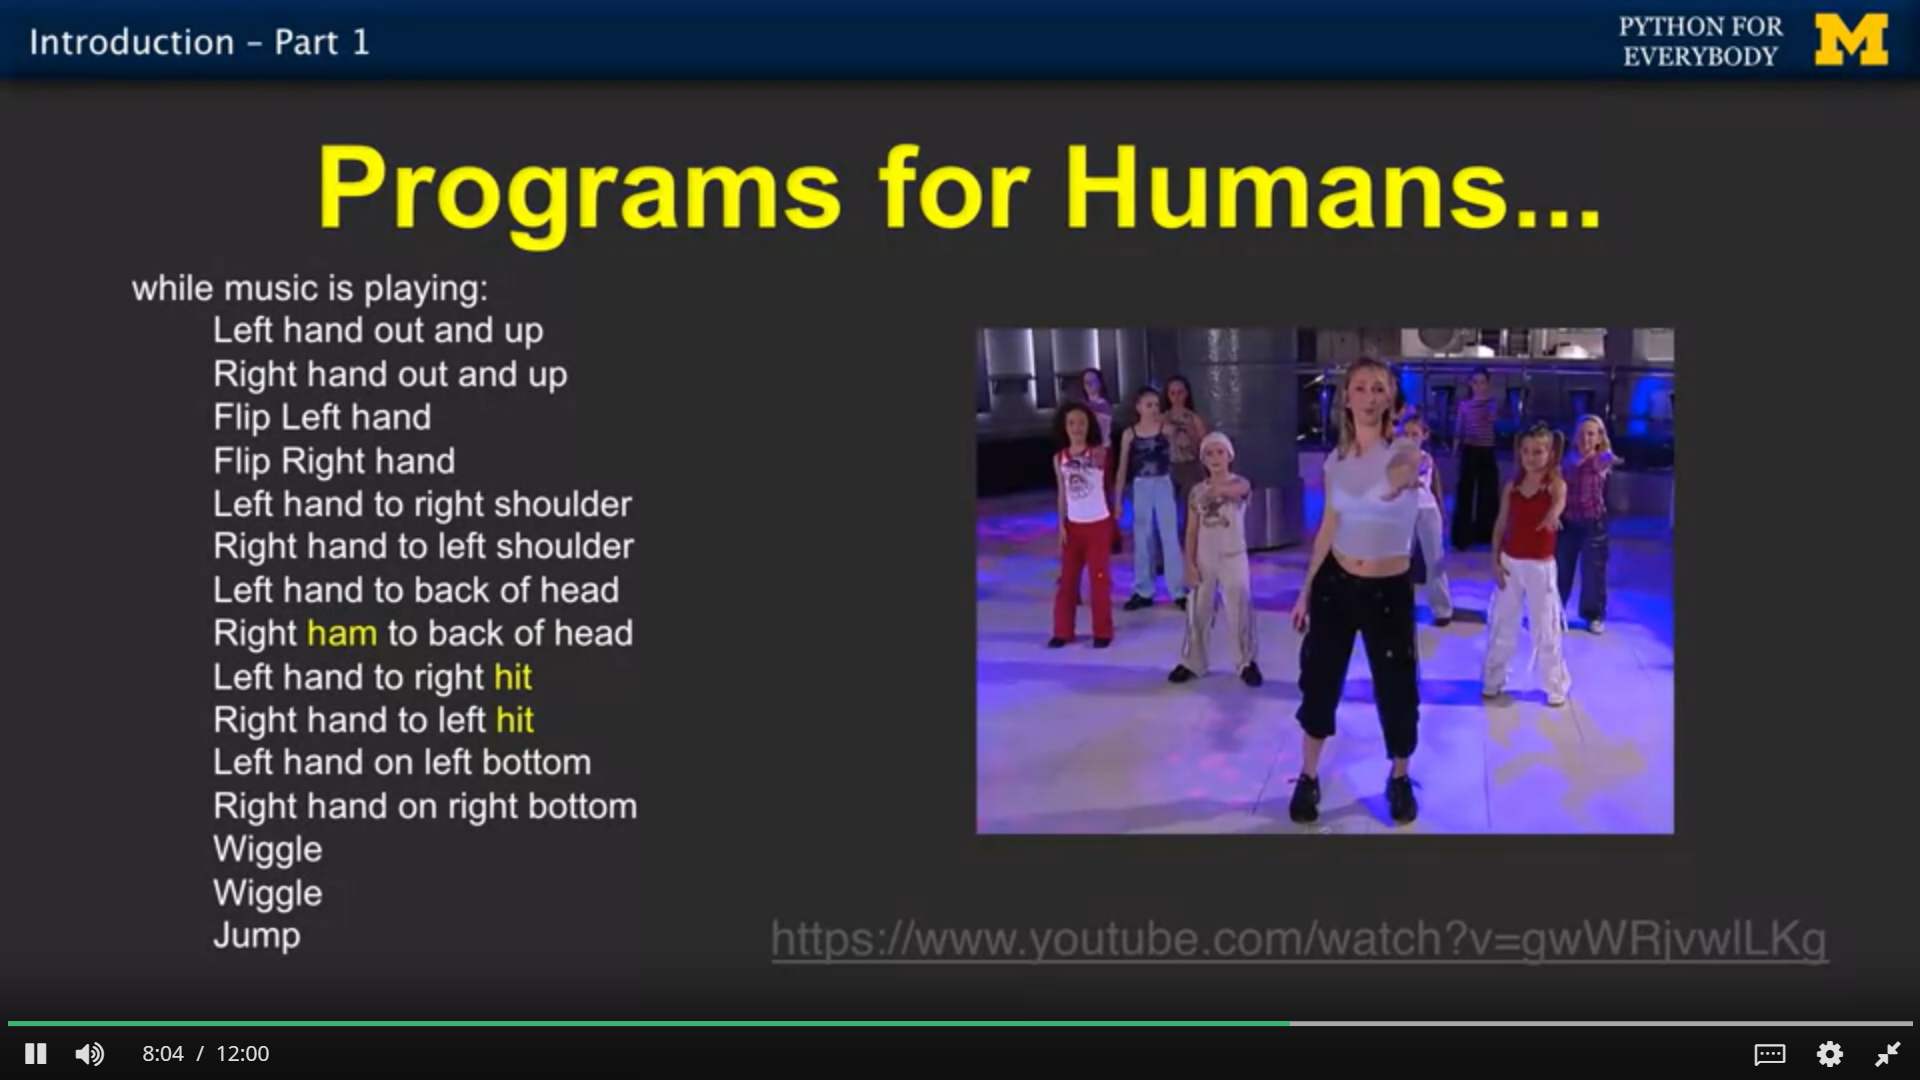 Introduction – Part 1
PYTHON FOR
EVERYBODY
M
Programs for Humans...
while music is playing:
Left hand out and up
Right hand out and up
Flip Left hand
Flip Right hand
Left hand to right shoulder
Right hand to left shoulder
Left hand to back of head
Right ham to back of head
Left hand to right hit
Right hand to left hit
Left hand on left bottom
Right hand on right bottom
Wiggle
Wiggle
Jump
https://www.youtube.com/watch?v=gwWRjvwlLKg
8:04 / 12:00